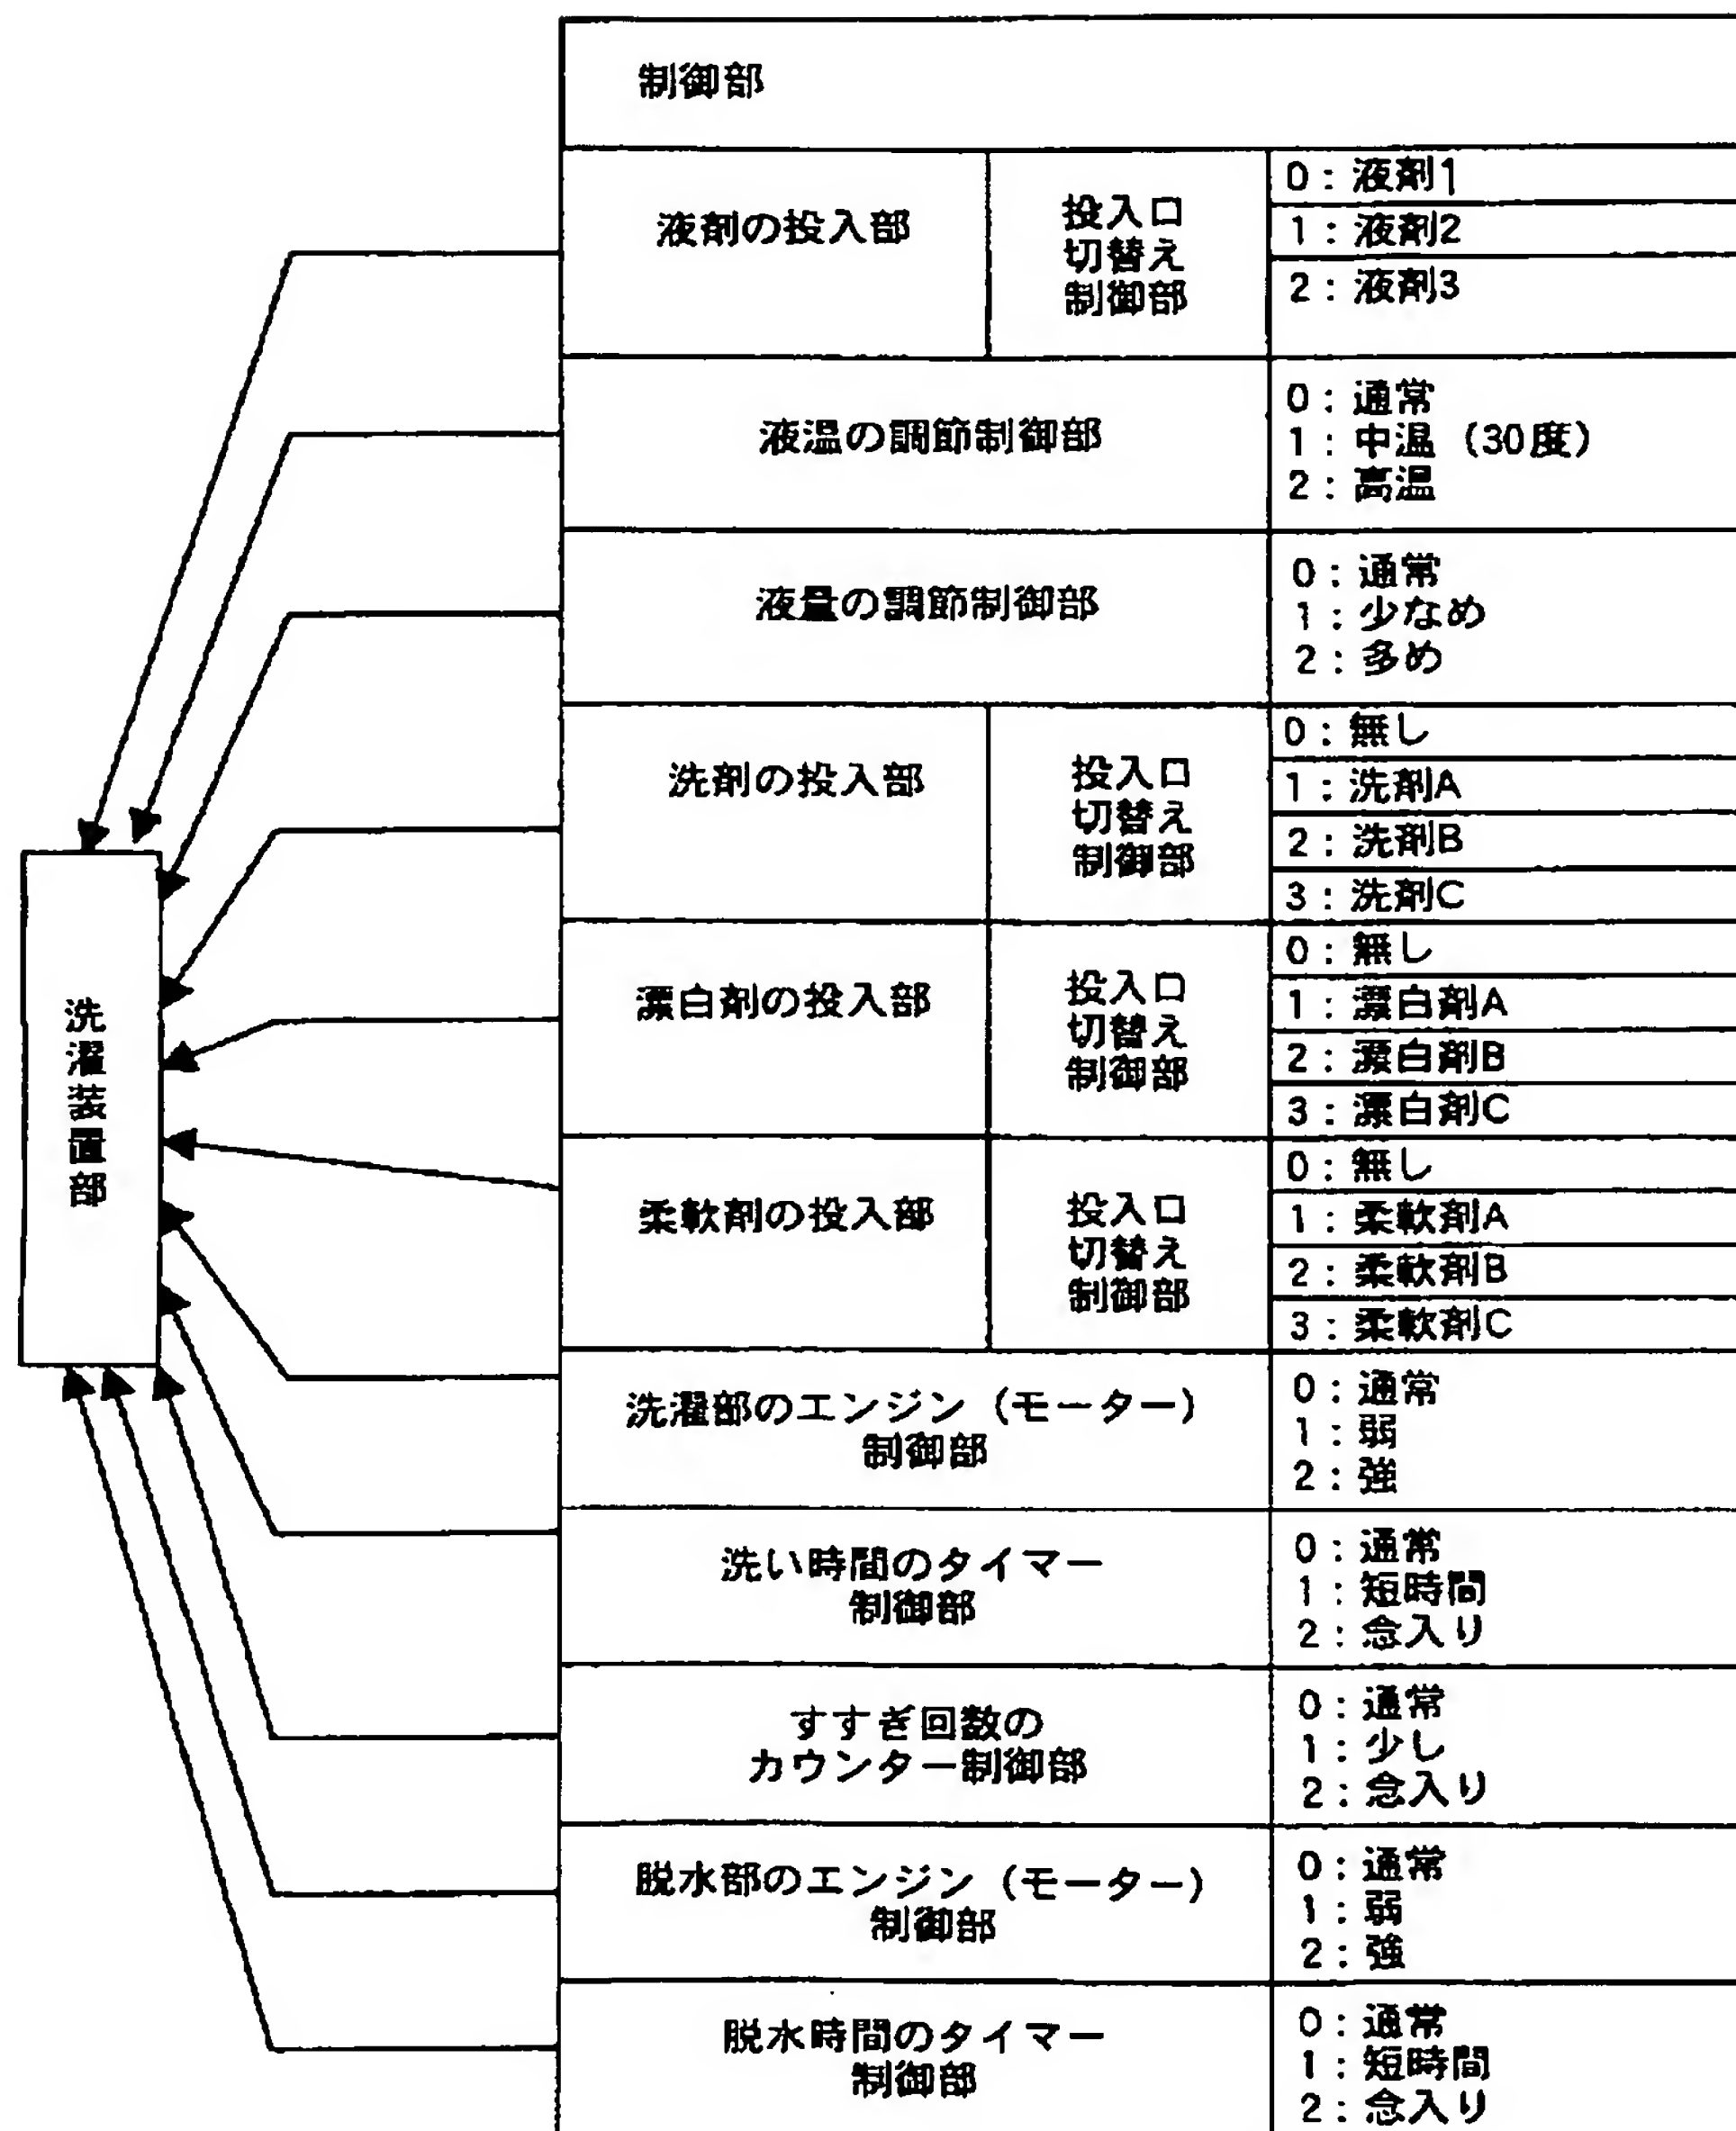 制御部
液剤の投入部
投入口
切替え
制御部
0：液剤1
1：液剤2
2：液剤3
液温の調節制御部
0：通常
1：中温（30度）
2：高温
液量の調節制御部
0：通常
1：少なめ
2：多め
洗剤の投入部
投入口
切替え
制御部
0：無し
1：洗剤A
2：洗剤B
3：洗剤C
漂白剤の投入部
投入口
切替え
制御部
0：無し
1：漂白剤A
2：漂白剤B
3：漂白剤C
柔軟剤の投入部
投入口
切替え
制御部
0：無し
1：柔軟剤A
2：柔軟剤B
3：柔軟剤C
洗濯部のエンジン（モーター）
制御部
0：通常
1：弱
2：強
洗い時間のタイマー
制御部
0：通常
1：短時間
2：念入り
すすぎ回数の
カウンター制御部
0：通常
1：少し
2：念入り
脱水部のエンジン（モーター）
制御部
0：通常
1：弱
2：強
脱水時間のタイマー
制御部
0：通常
1：短時間
2：念入り
洗濯装置部